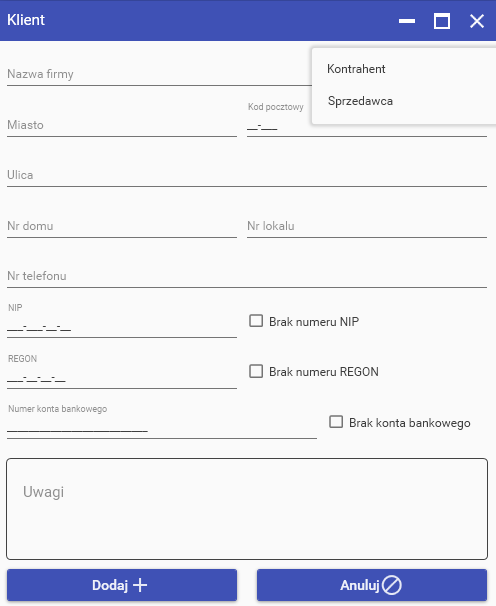 Klient
Kontrahent
Sprzedawca
Nazwa firmy
Miasto
Kod pocztowy
__-___
Ulica
Nr domu
Nr lokalu
Nr telefonu
NIP
___-___-__-__
Brak numeru NIP
REGON
___-__-__-__
Brak numeru REGON
Numer konta bankowego
__________________________
Brak konta bankowego
Uwagi
Dodaj
Anuluj